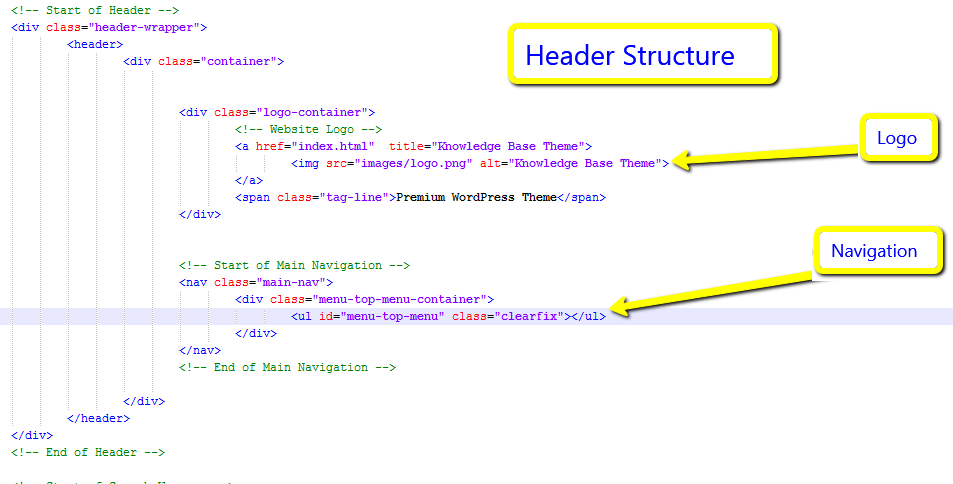 <!-- Start of Header -->
<div class="header-wrapper">
<header>
Header Structure
<div class="container">
<div class="logo-container">
<!-- Website Logo -->
Logo
<a href="index.html"  title="Knowledge Base Theme">
<img src="images/logo.png" alt="Knowledge Base Theme">
</a>
<span class="tag-line">Premium WordPress Theme</span>
</div>
Navigation
<!-- Start of Main Navigation -->
<nav class="main-nav">
<div class="menu-top-menu-container">
<ul id="menu-top-menu" class="clearfix"></ul>
</div>
</nav>
<!-- End of Main Navigation -->
</div>
</header>
</div>
<!-- End of Header -->